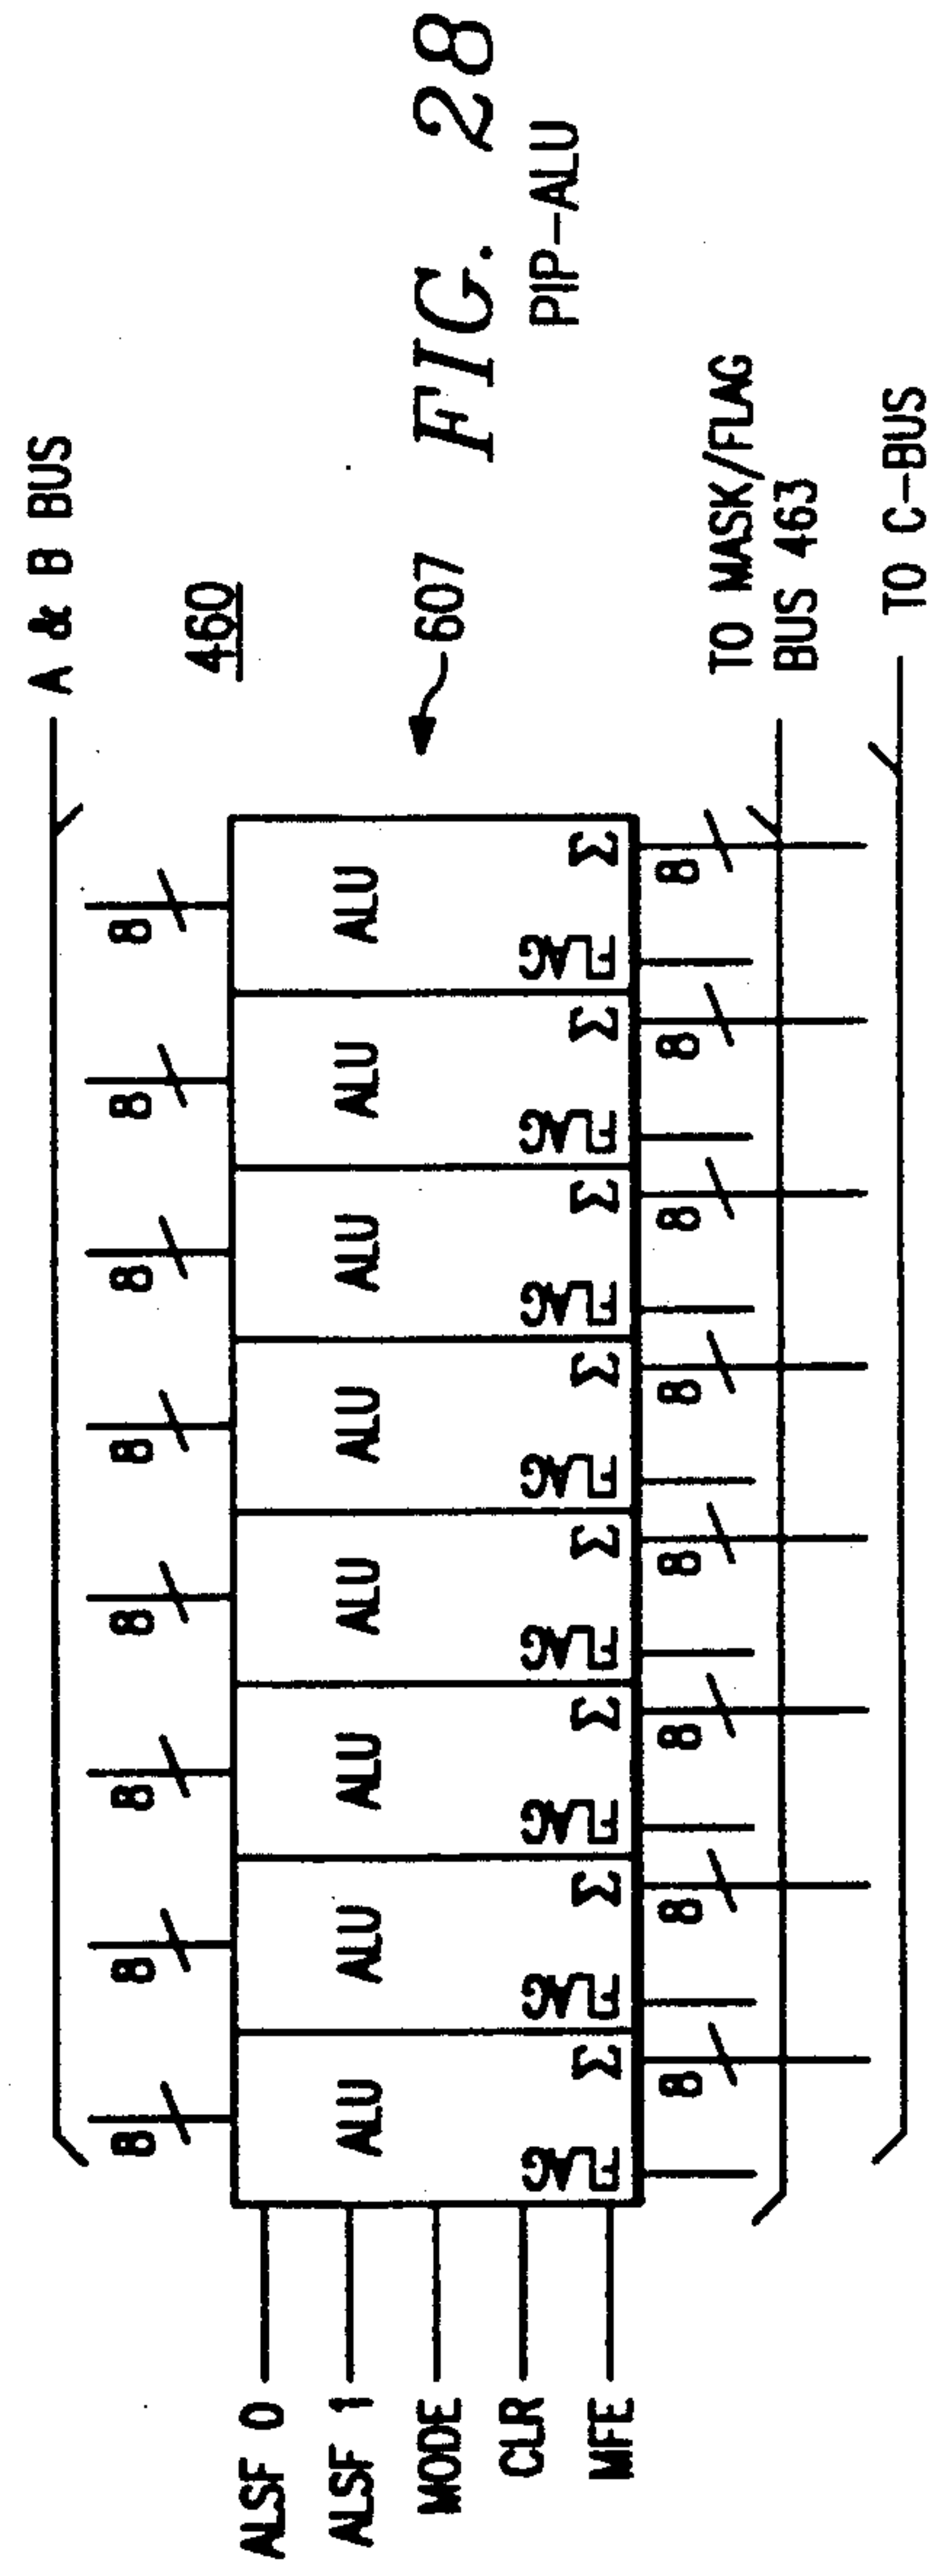 A & B BUS
460
607
FIG. 28
PIP-ALU
8 8 8 8 8 8 8 8
ALSF 0
ALSF 1
MODE
CLR
MFE
ALU ALU ALU ALU ALU ALU ALU ALU
FLAG Σ FLAG Σ FLAG Σ FLAG Σ FLAG Σ FLAG Σ FLAG Σ FLAG Σ
8 8 8 8 8 8 8 8
TO MASK/FLAG
BUS 463
TO C-BUS